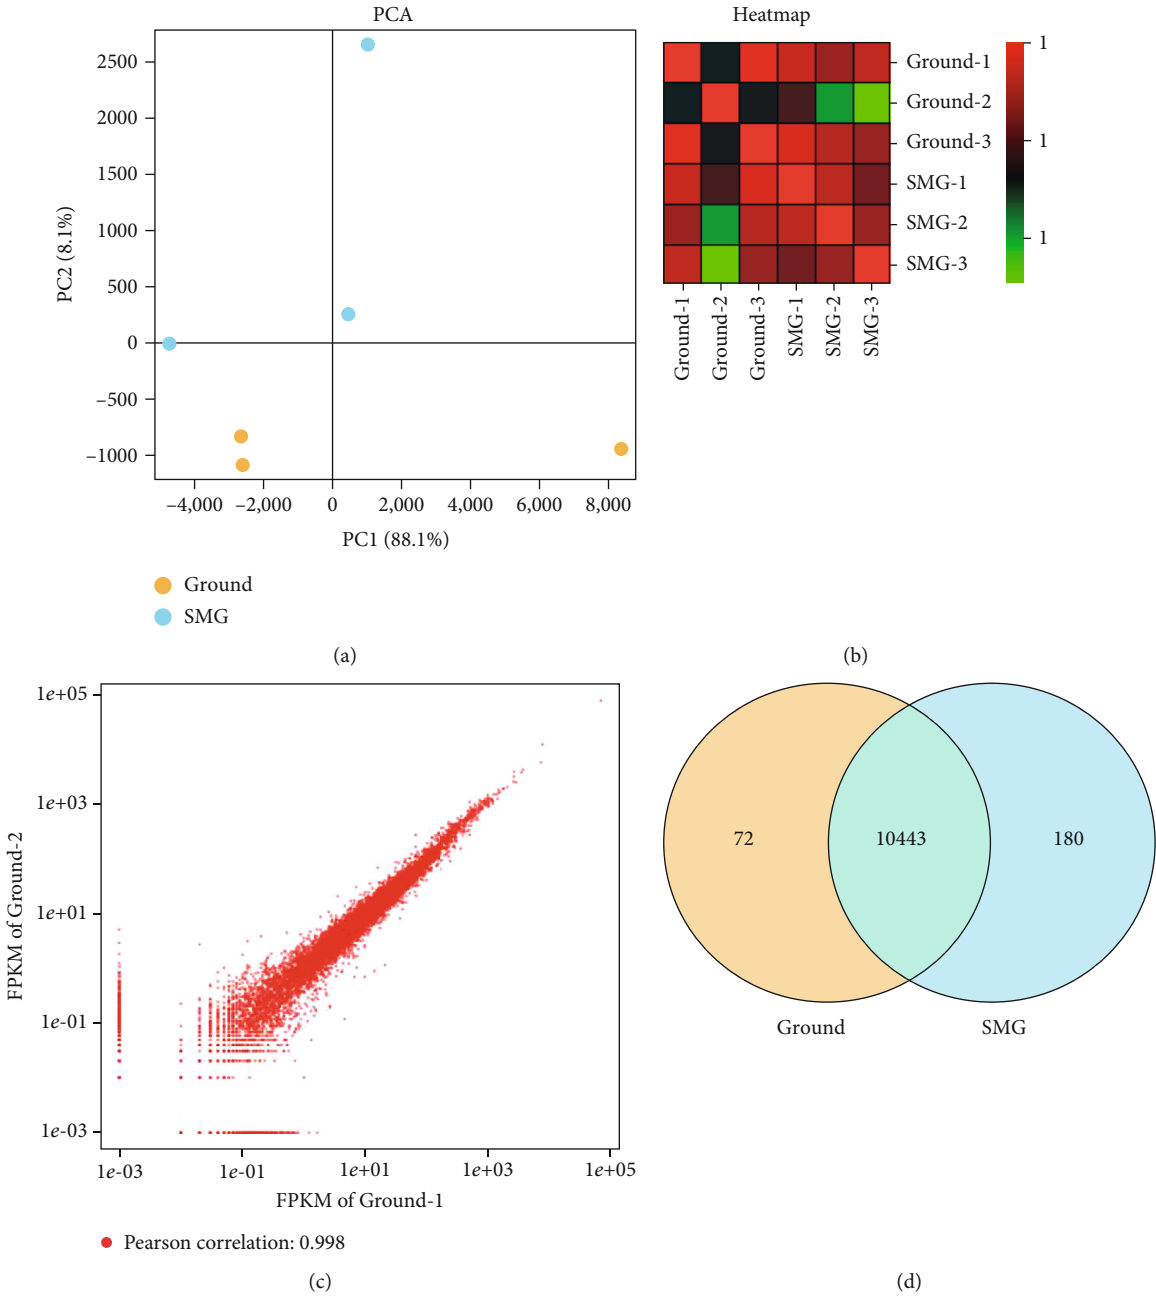 PCA
2500
2000
1500
1000
500
0
–500
–1000
PC2 (8.1%)
–4,000 –2,000 0 2,000 4,000 6,000 8,000
PC1 (88.1%)
Ground
SMG
(a)
Heatmap
Ground-1
Ground-2
Ground-3
SMG-1
SMG-2
SMG-3
Ground-1
Ground-2
Ground-3
SMG-1
SMG-2
SMG-3
1
1
1
(b)
1e+05
1e+03
1e+01
1e-01
1e-03
FPKM of Ground-2
1e-03 1e-01 1e+01 1e+03 1e+05
FPKM of Ground-1
Pearson correlation: 0.998
(c)
72 10443 180
Ground SMG
(d)